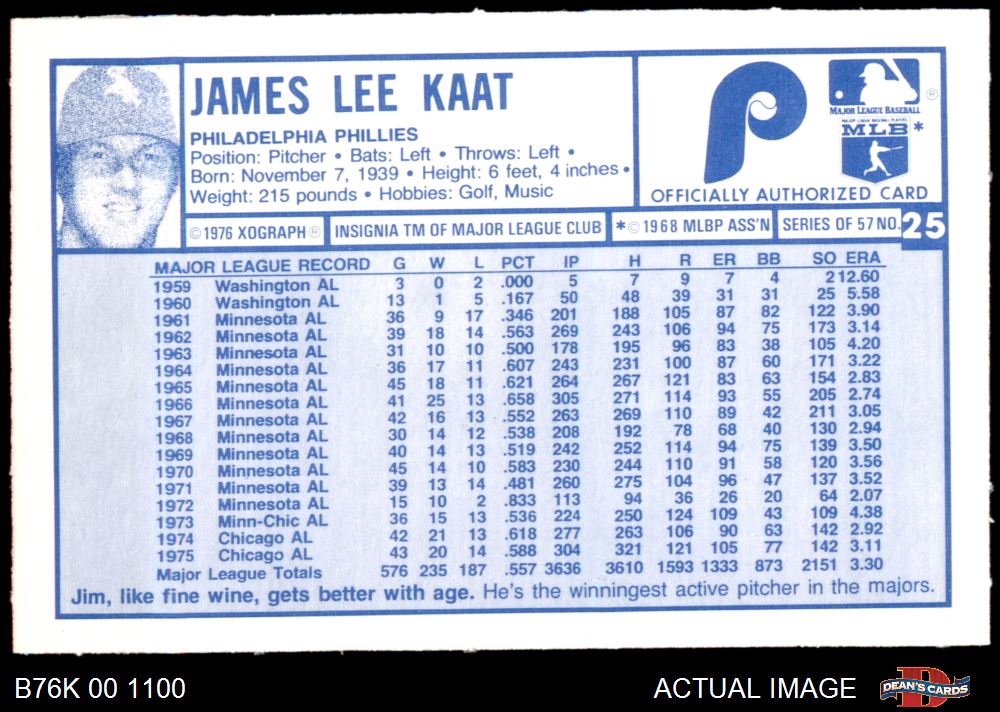 JAMES LEE KAAT
PHILADELPHIA PHILLIES
Position: Pitcher • Bats: Left • Throws: Left •
Born: November 7, 1939 • Height: 6 feet, 4 inches •
Weight: 215 pounds • Hobbies: Golf, Music
MAJOR LEAGUE BASEBALL
®
MAJOR LEAGUE BASEBALL PLAYERS
MLB*
OFFICIALLY AUTHORIZED CARD
©1976 XOGRAPH® INSIGNIA TM OF MAJOR LEAGUE CLUB *©1968 MLBP ASS'N SERIES OF 57 NO. 25
MAJOR LEAGUE RECORD G W L PCT IP H R ER BB SO ERA
1959 Washington AL 3 0 2 .000 5 7 9 7 4 2 12.60
1960 Washington AL 13 1 5 .167 50 48 39 31 31 25 5.58
1961 Minnesota AL 36 9 17 .346 201 188 105 87 82 122 3.90
1962 Minnesota AL 39 18 14 .563 269 243 106 94 75 173 3.14
1963 Minnesota AL 31 10 10 .500 178 195 96 83 38 105 4.20
1964 Minnesota AL 36 17 11 .607 243 231 100 87 60 171 3.22
1965 Minnesota AL 45 18 11 .621 264 267 121 83 63 154 2.83
1966 Minnesota AL 41 25 13 .658 305 271 114 93 55 205 2.74
1967 Minnesota AL 42 16 13 .552 263 269 110 89 42 211 3.05
1968 Minnesota AL 30 14 12 .538 208 192 78 68 40 130 2.94
1969 Minnesota AL 40 14 13 .519 242 252 114 94 75 139 3.50
1970 Minnesota AL 45 14 10 .583 230 244 110 91 58 120 3.56
1971 Minnesota AL 39 13 14 .481 260 275 104 96 47 137 3.52
1972 Minnesota AL 15 10 2 .833 113 94 36 26 20 64 2.07
1973 Minn-Chic AL 36 15 13 .536 224 250 124 109 43 109 4.38
1974 Chicago AL 42 21 13 .618 277 263 106 90 63 142 2.92
1975 Chicago AL 43 20 14 .588 304 321 121 105 77 142 3.11
Major League Totals 576 235 187 .557 3636 3610 1593 1333 873 2151 3.30
Jim, like fine wine, gets better with age. He's the winningest active pitcher in the majors.
B76K 00 1100 ACTUAL IMAGE DEAN'S CARDS